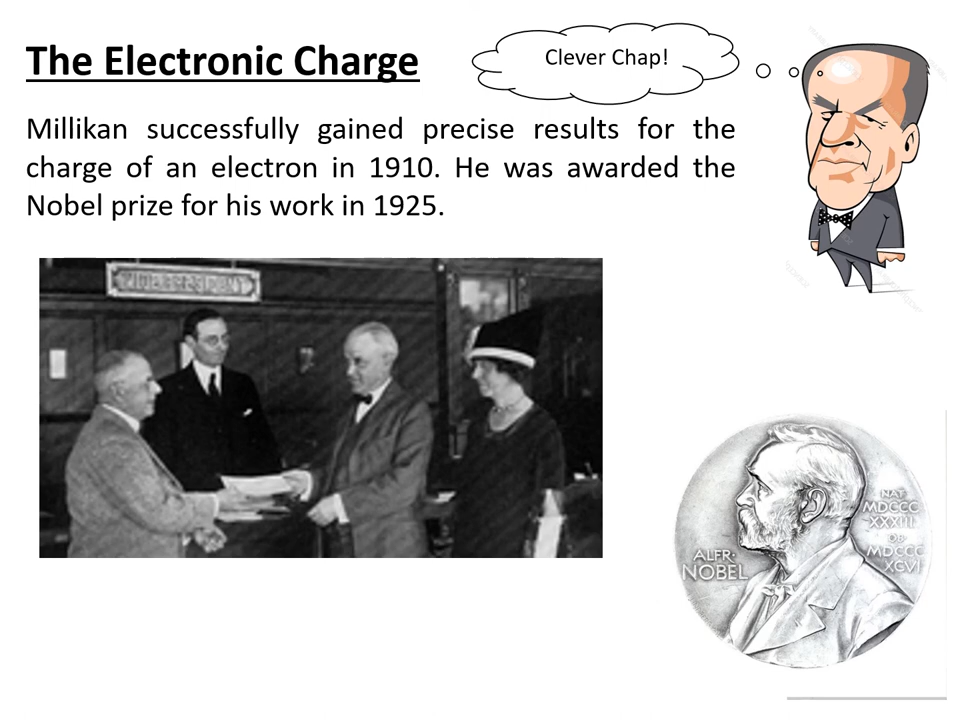 The Electronic Charge
Clever Chap!
Millikan successfully gained precise results for the
charge of an electron in 1910. He was awarded the
Nobel prize for his work in 1925.
ALFR·
NOBEL
NAT
MDCCC
XXXIII
OB
MDCCC
XCVI